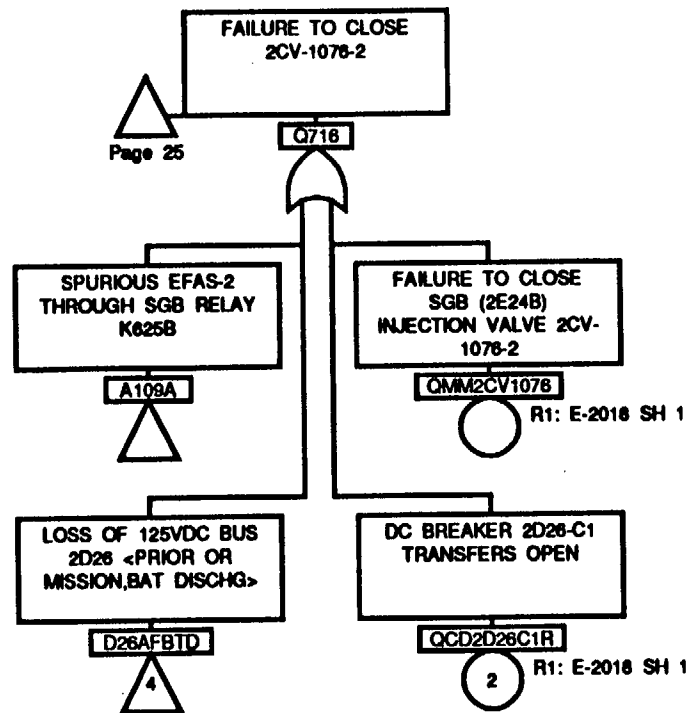 FAILURE TO CLOSE
2CV-1076-2
Page 25
Q716
SPURIOUS EFAS-2
THROUGH SGB RELAY
K625B
A109A
FAILURE TO CLOSE
SGB (2E24B)
INJECTION VALVE 2CV-
1076-2
QMM2CV1076
R1: E-2018 SH 1
LOSS OF 125VDC BUS
2D26 <PRIOR OR
MISSION,BAT DISCHG>
D26AFBTD
4
DC BREAKER 2D26-C1
TRANSFERS OPEN
QCD2D26C1R
2
R1: E-2018 SH 1